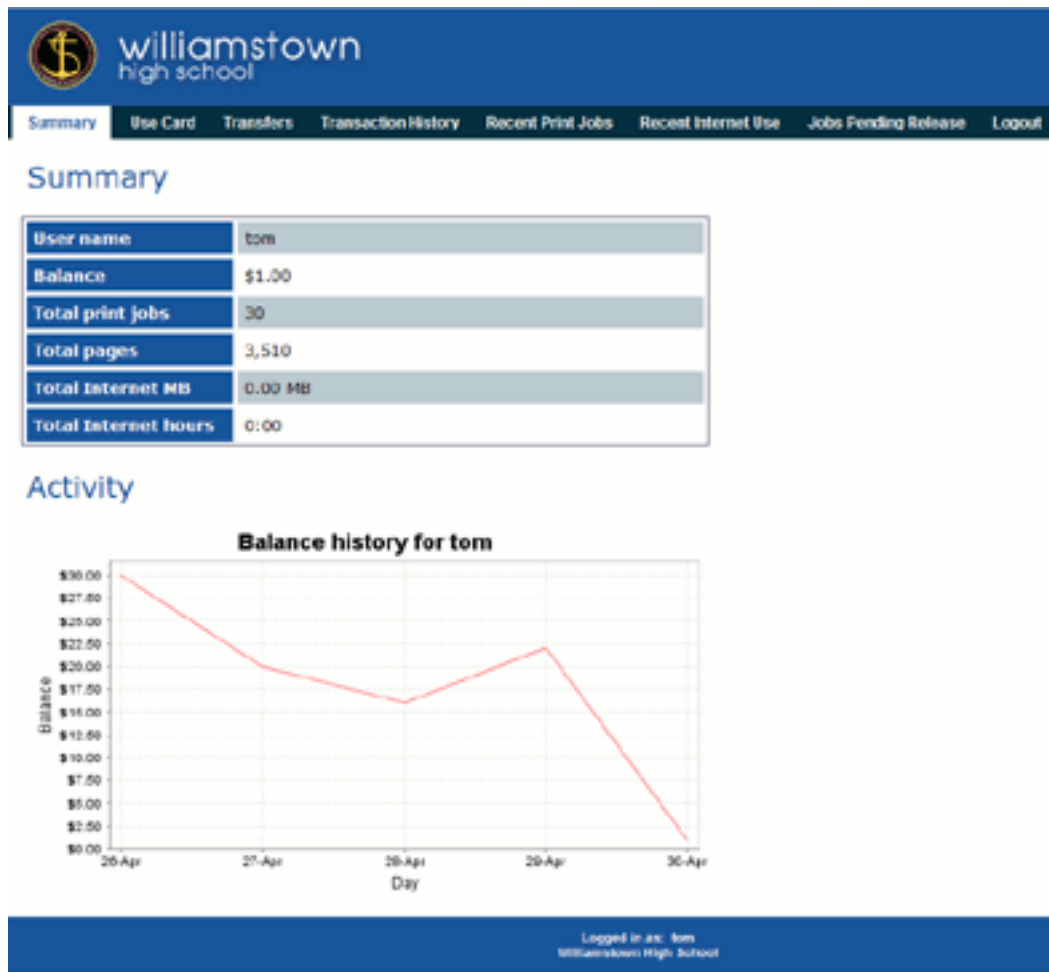 williamstown
high school
Summary Use Card Transfers Transaction History Recent Print Jobs Recent Internet Use Jobs Pending Release Logout
Summary
User name tom
Balance $1.00
Total print jobs 30
Total pages 3,510
Total Internet MB 0.00 MB
Total Internet hours 0:00
Activity
Balance history for tom
$30.00
$27.50
$25.00
$22.50
$20.00
$17.50
$15.00
$12.50
$10.00
$7.50
$5.00
$2.50
$0.00
Balance
26-Apr 27-Apr 28-Apr 29-Apr 30-Apr
Day
Logged in as: tom
Williamstown High School